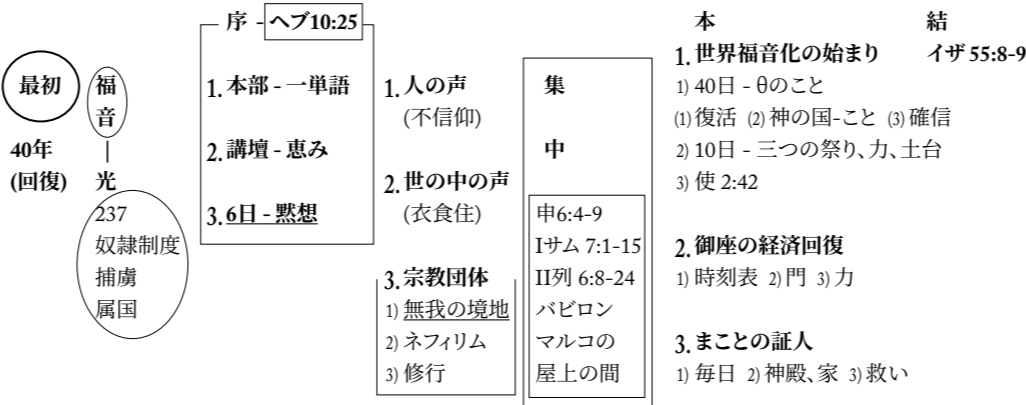 最初
40年
(回復)
福
音
|
光
237
奴隷制度
捕虜
属国
序 - ヘブ10:25
1. 本部 - 一単語
2. 講壇 - 恵み
3. 6日 - 黙想
1. 人の声
(不信仰)
2. 世の中の声
(衣食住)
3. 宗教団体
1) 無我の境地
2) ネフィリム
3) 修行
集
中
申6:4-9
Iサム 7:1-15
II列 6:8-24
バビロン
マルコの
屋上の間
本
1. 世界福音化の始まり
1) 40日 - θのこと
(1) 復活 (2) 神の国-こと (3) 確信
2) 10日 - 三つの祭り、力、土台
3) 使 2:42
2. 御座の経済回復
1) 時刻表 2) 門 3) 力
3. まことの証人
1) 毎日 2) 神殿、家 3) 救い
結
イザ 55:8-9